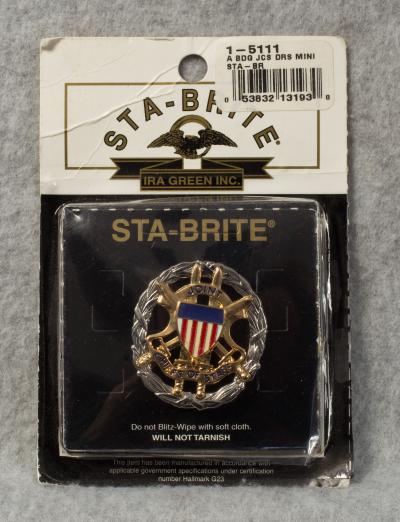 1-5111
A BDG JCS DRS MINI
STA-BR
0 53832 13193 0
STA-BRITE®
IRA GREEN INC.
STA-BRITE®
JOINT
Do not Blitz-Wipe with soft cloth.
WILL NOT TARNISH
This item has been manufactured in accordance with
applicable government specifications under certification
number Hallmark G23